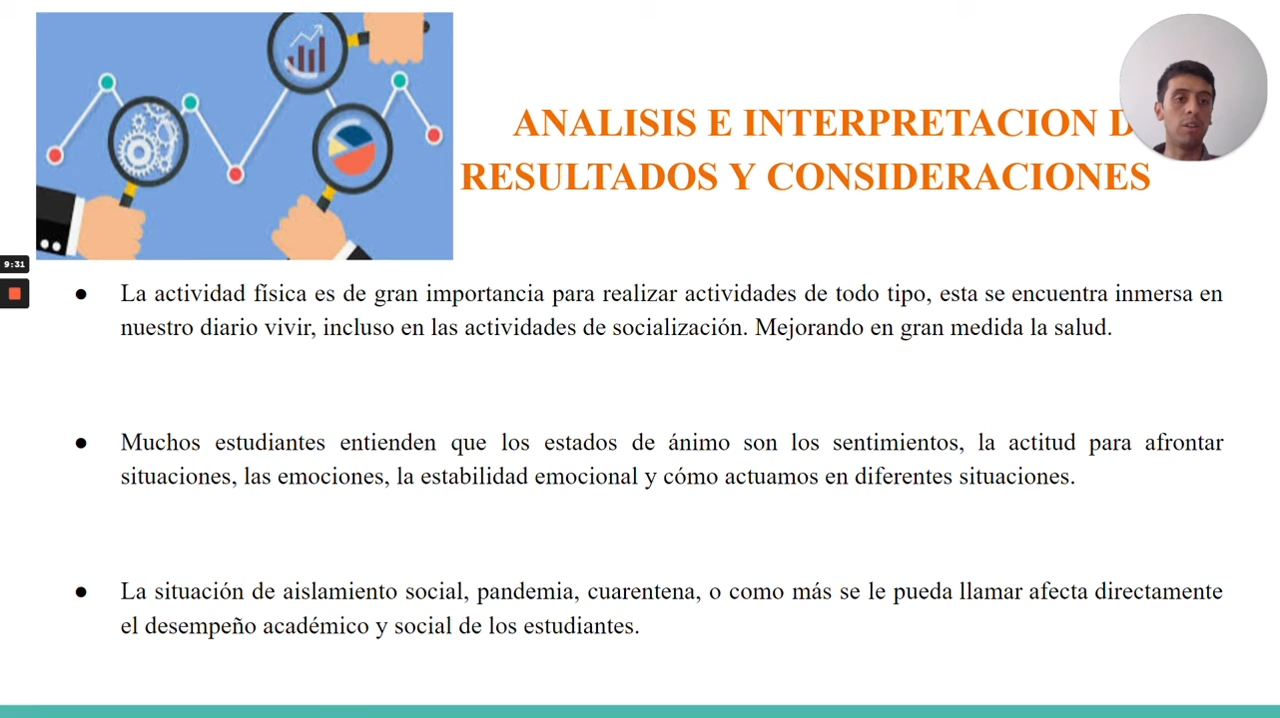 ANALISIS E INTERPRETACION
RESULTADOS Y CONSIDERACIONES
9:31
● La actividad física es de gran importancia para realizar actividades de todo tipo, esta se encuentra inmersa en
nuestro diario vivir, incluso en las actividades de socialización. Mejorando en gran medida la salud.
● Muchos estudiantes entienden que los estados de ánimo son los sentimientos, la actitud para afrontar
situaciones, las emociones, la estabilidad emocional y cómo actuamos en diferentes situaciones.
● La situación de aislamiento social, pandemia, cuarentena, o como más se le pueda llamar afecta directamente
el desempeño académico y social de los estudiantes.